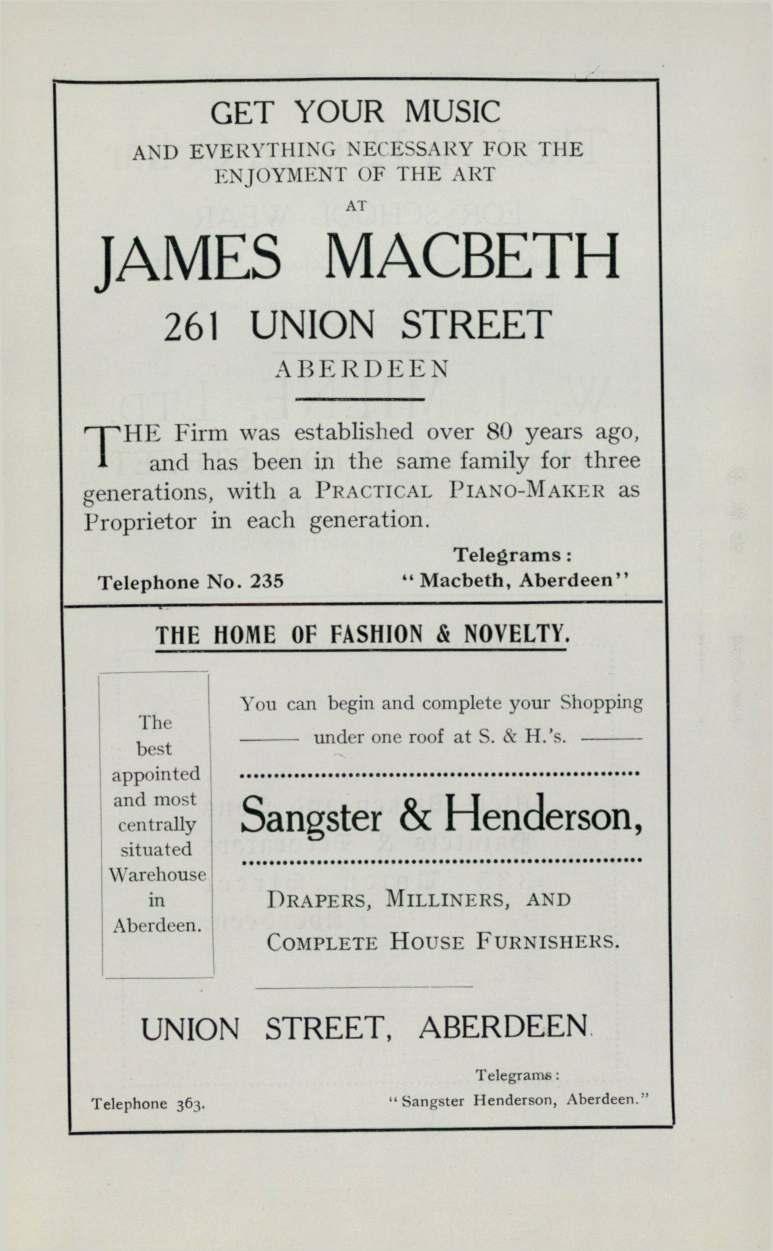 GET YOUR MUSIC
AND EVERYTHING NECESSARY FOR THE
ENJOYMENT OF THE ART
AT
JAMES MACBETH
261 UNION STREET
ABERDEEN
THE Firm was established over 80 years ago,
and has been in the same family for three
generations, with a PRACTICAL PIANO-MAKER as
Proprietor in each generation.
Telegrams:
Telephone No. 235 "Macbeth, Aberdeen"
THE HOME OF FASHION & NOVELTY.
The
best
appointed
and most
centrally
situated
Warehouse
in
Aberdeen.
You can begin and complete your Shopping
under one roof at S. & H.'s.
Sangster & Henderson,
DRAPERS, MILLINERS, AND
COMPLETE HOUSE FURNISHERS.
UNION STREET, ABERDEEN.
Telegrams:
Telephone 363. "Sangster Henderson, Aberdeen."